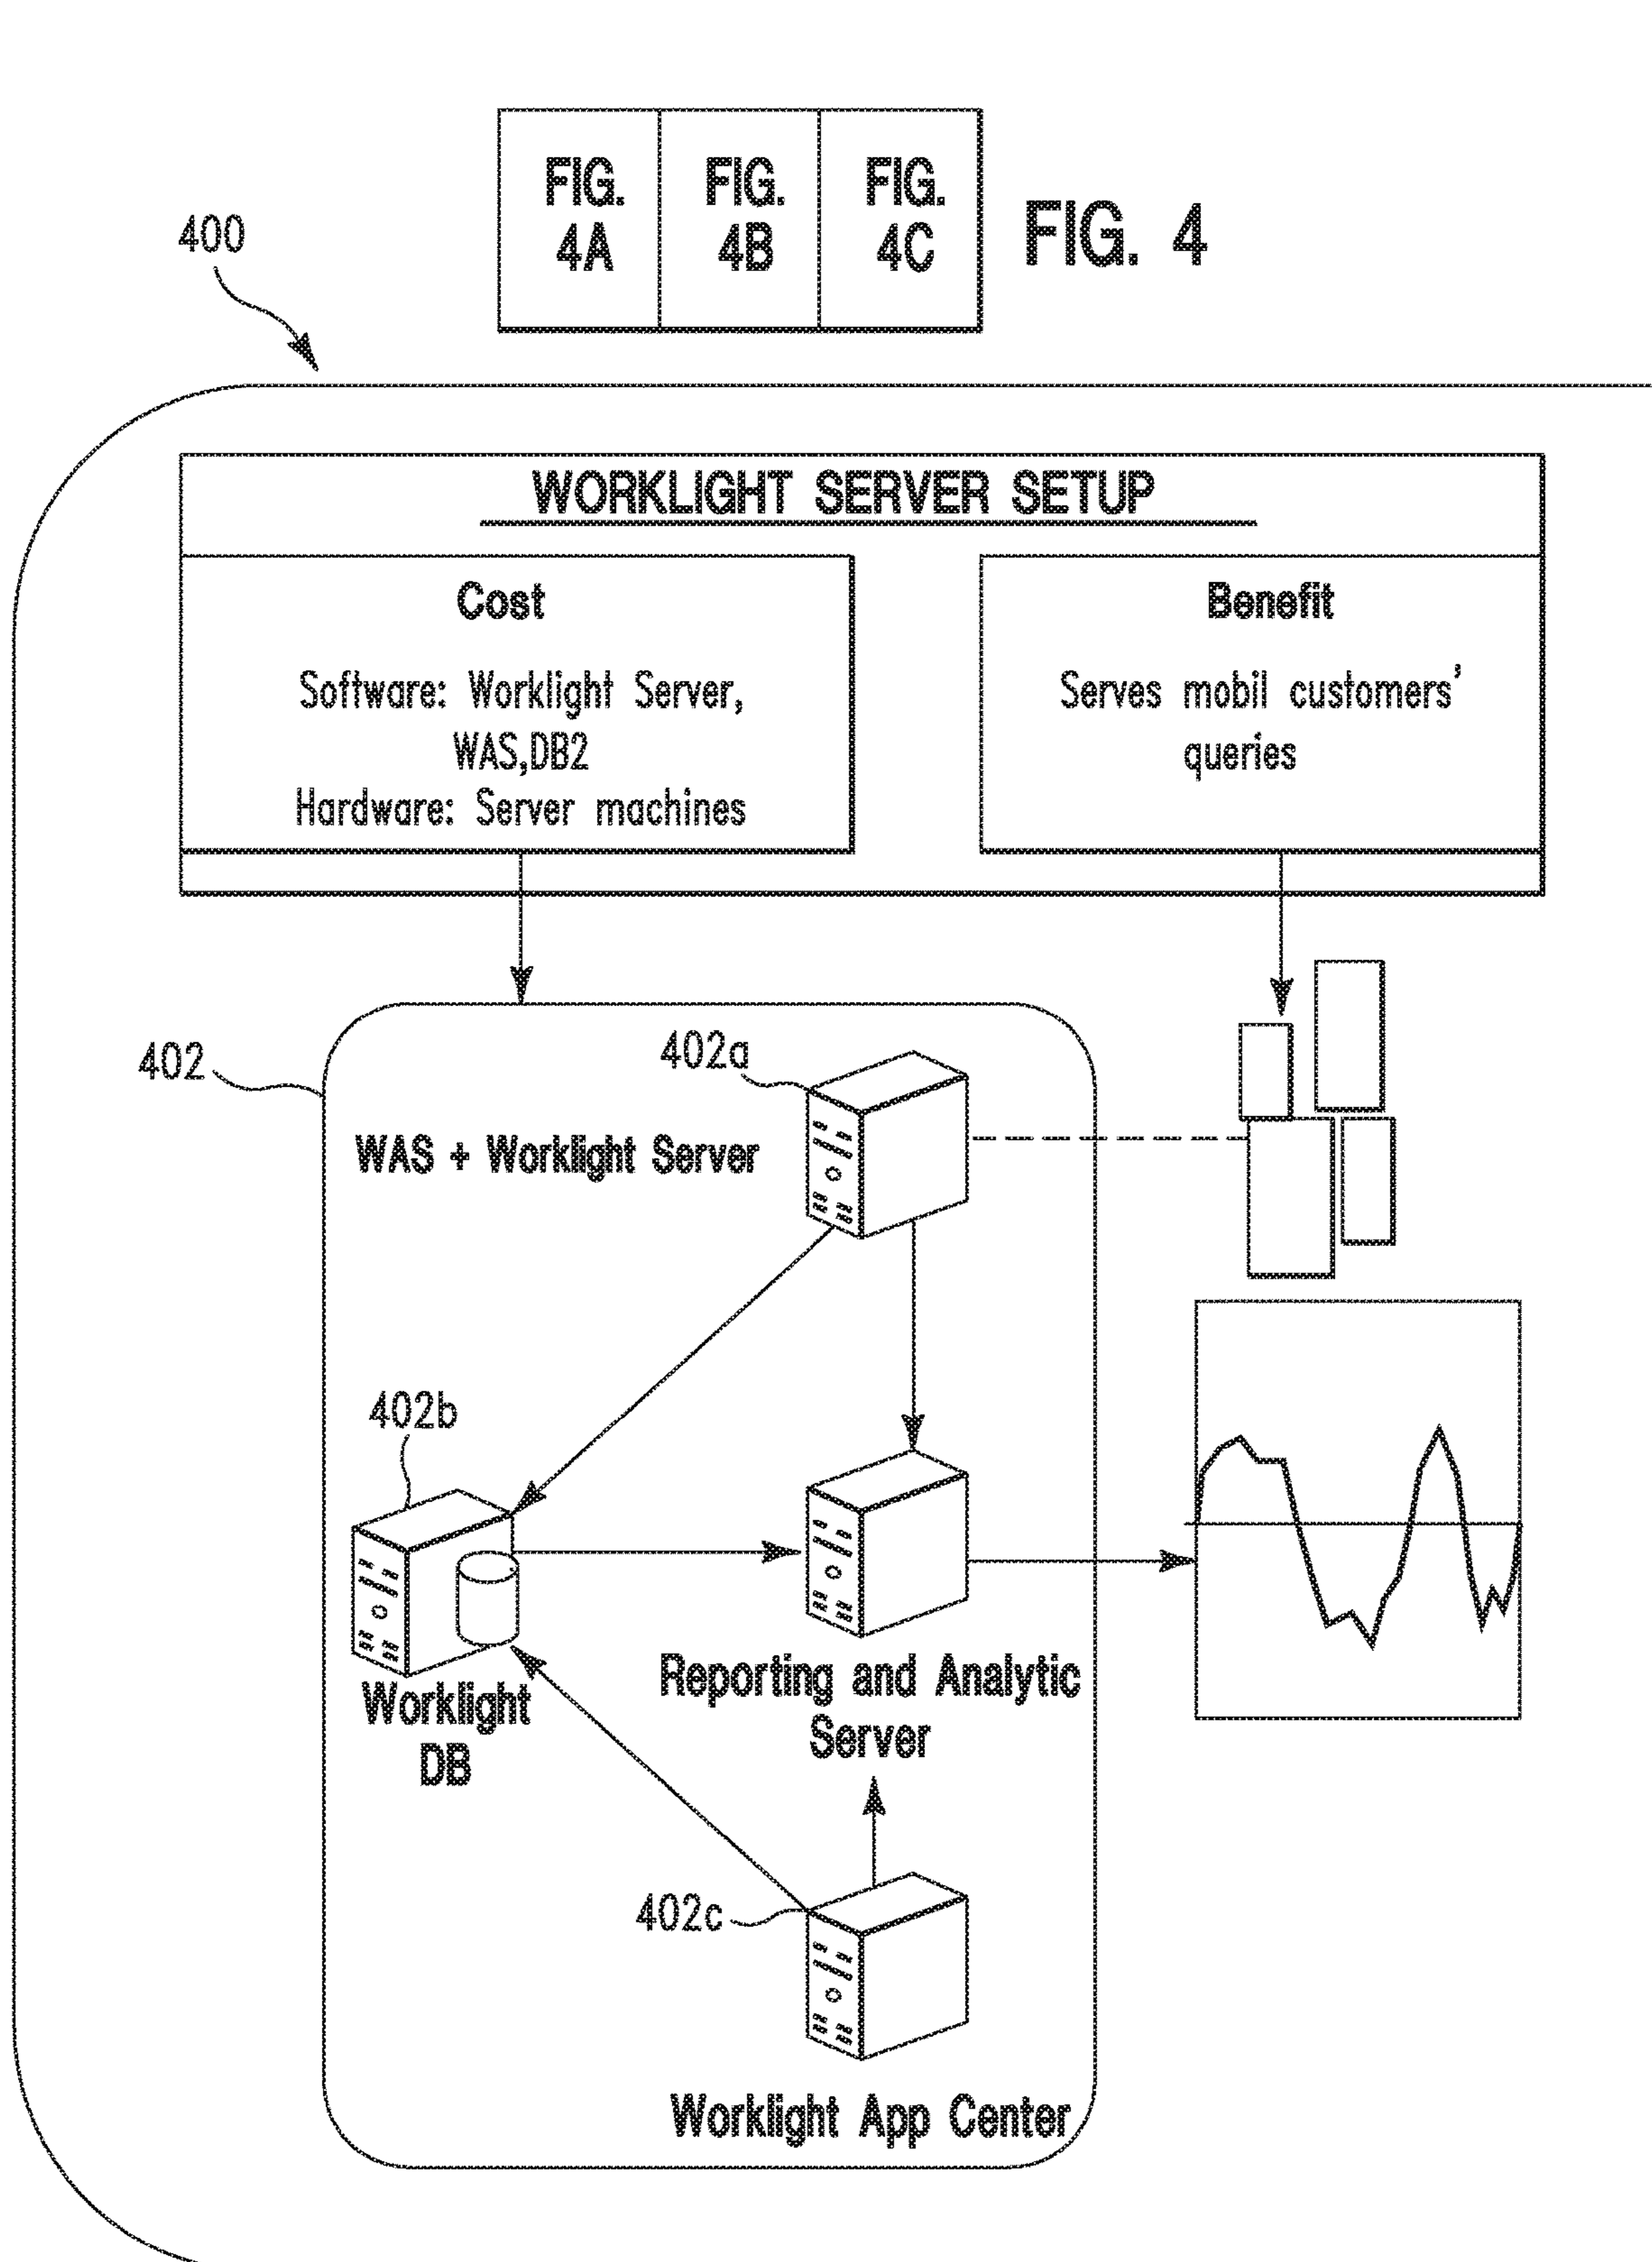 FIG. 4A
FIG. 4B
FIG. 4C
FIG. 4
400
WORKLIGHT SERVER SETUP
Cost
Software: Worklight Server,
WAS,DB2
Hardware: Server machines
Benefit
Serves mobil customers'
queries
402
402a
WAS + Worklight Server
402b
Worklight
DB
Reporting and Analytic
Server
402c
Worklight App Center